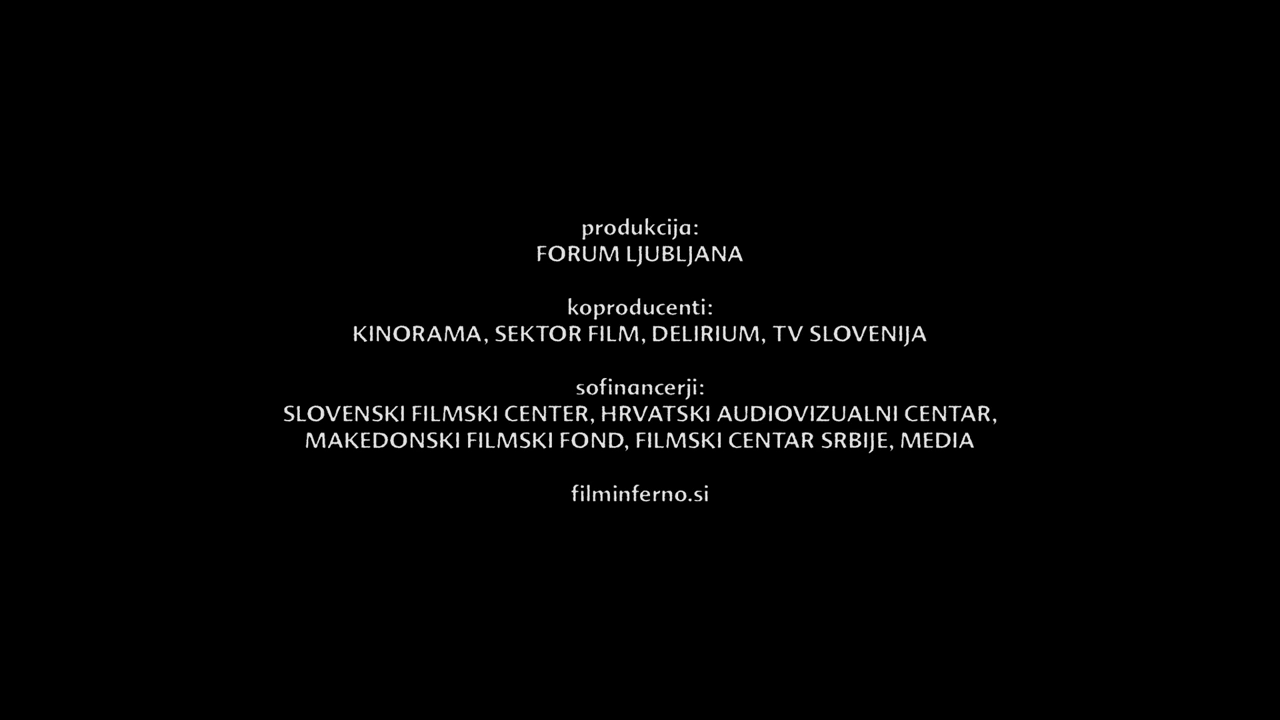 produkcija:
FORUM LJUBLJANA
koproducenti:
KINORAMA, SEKTOR FILM, DELIRIUM, TV SLOVENIJA
sofinancerji:
SLOVENSKI FILMSKI CENTER, HRVATSKI AUDIOVIZUALNI CENTAR,
MAKEDONSKI FILMSKI FOND, FILMSKI CENTAR SRBIJE, MEDIA
filminferno.si